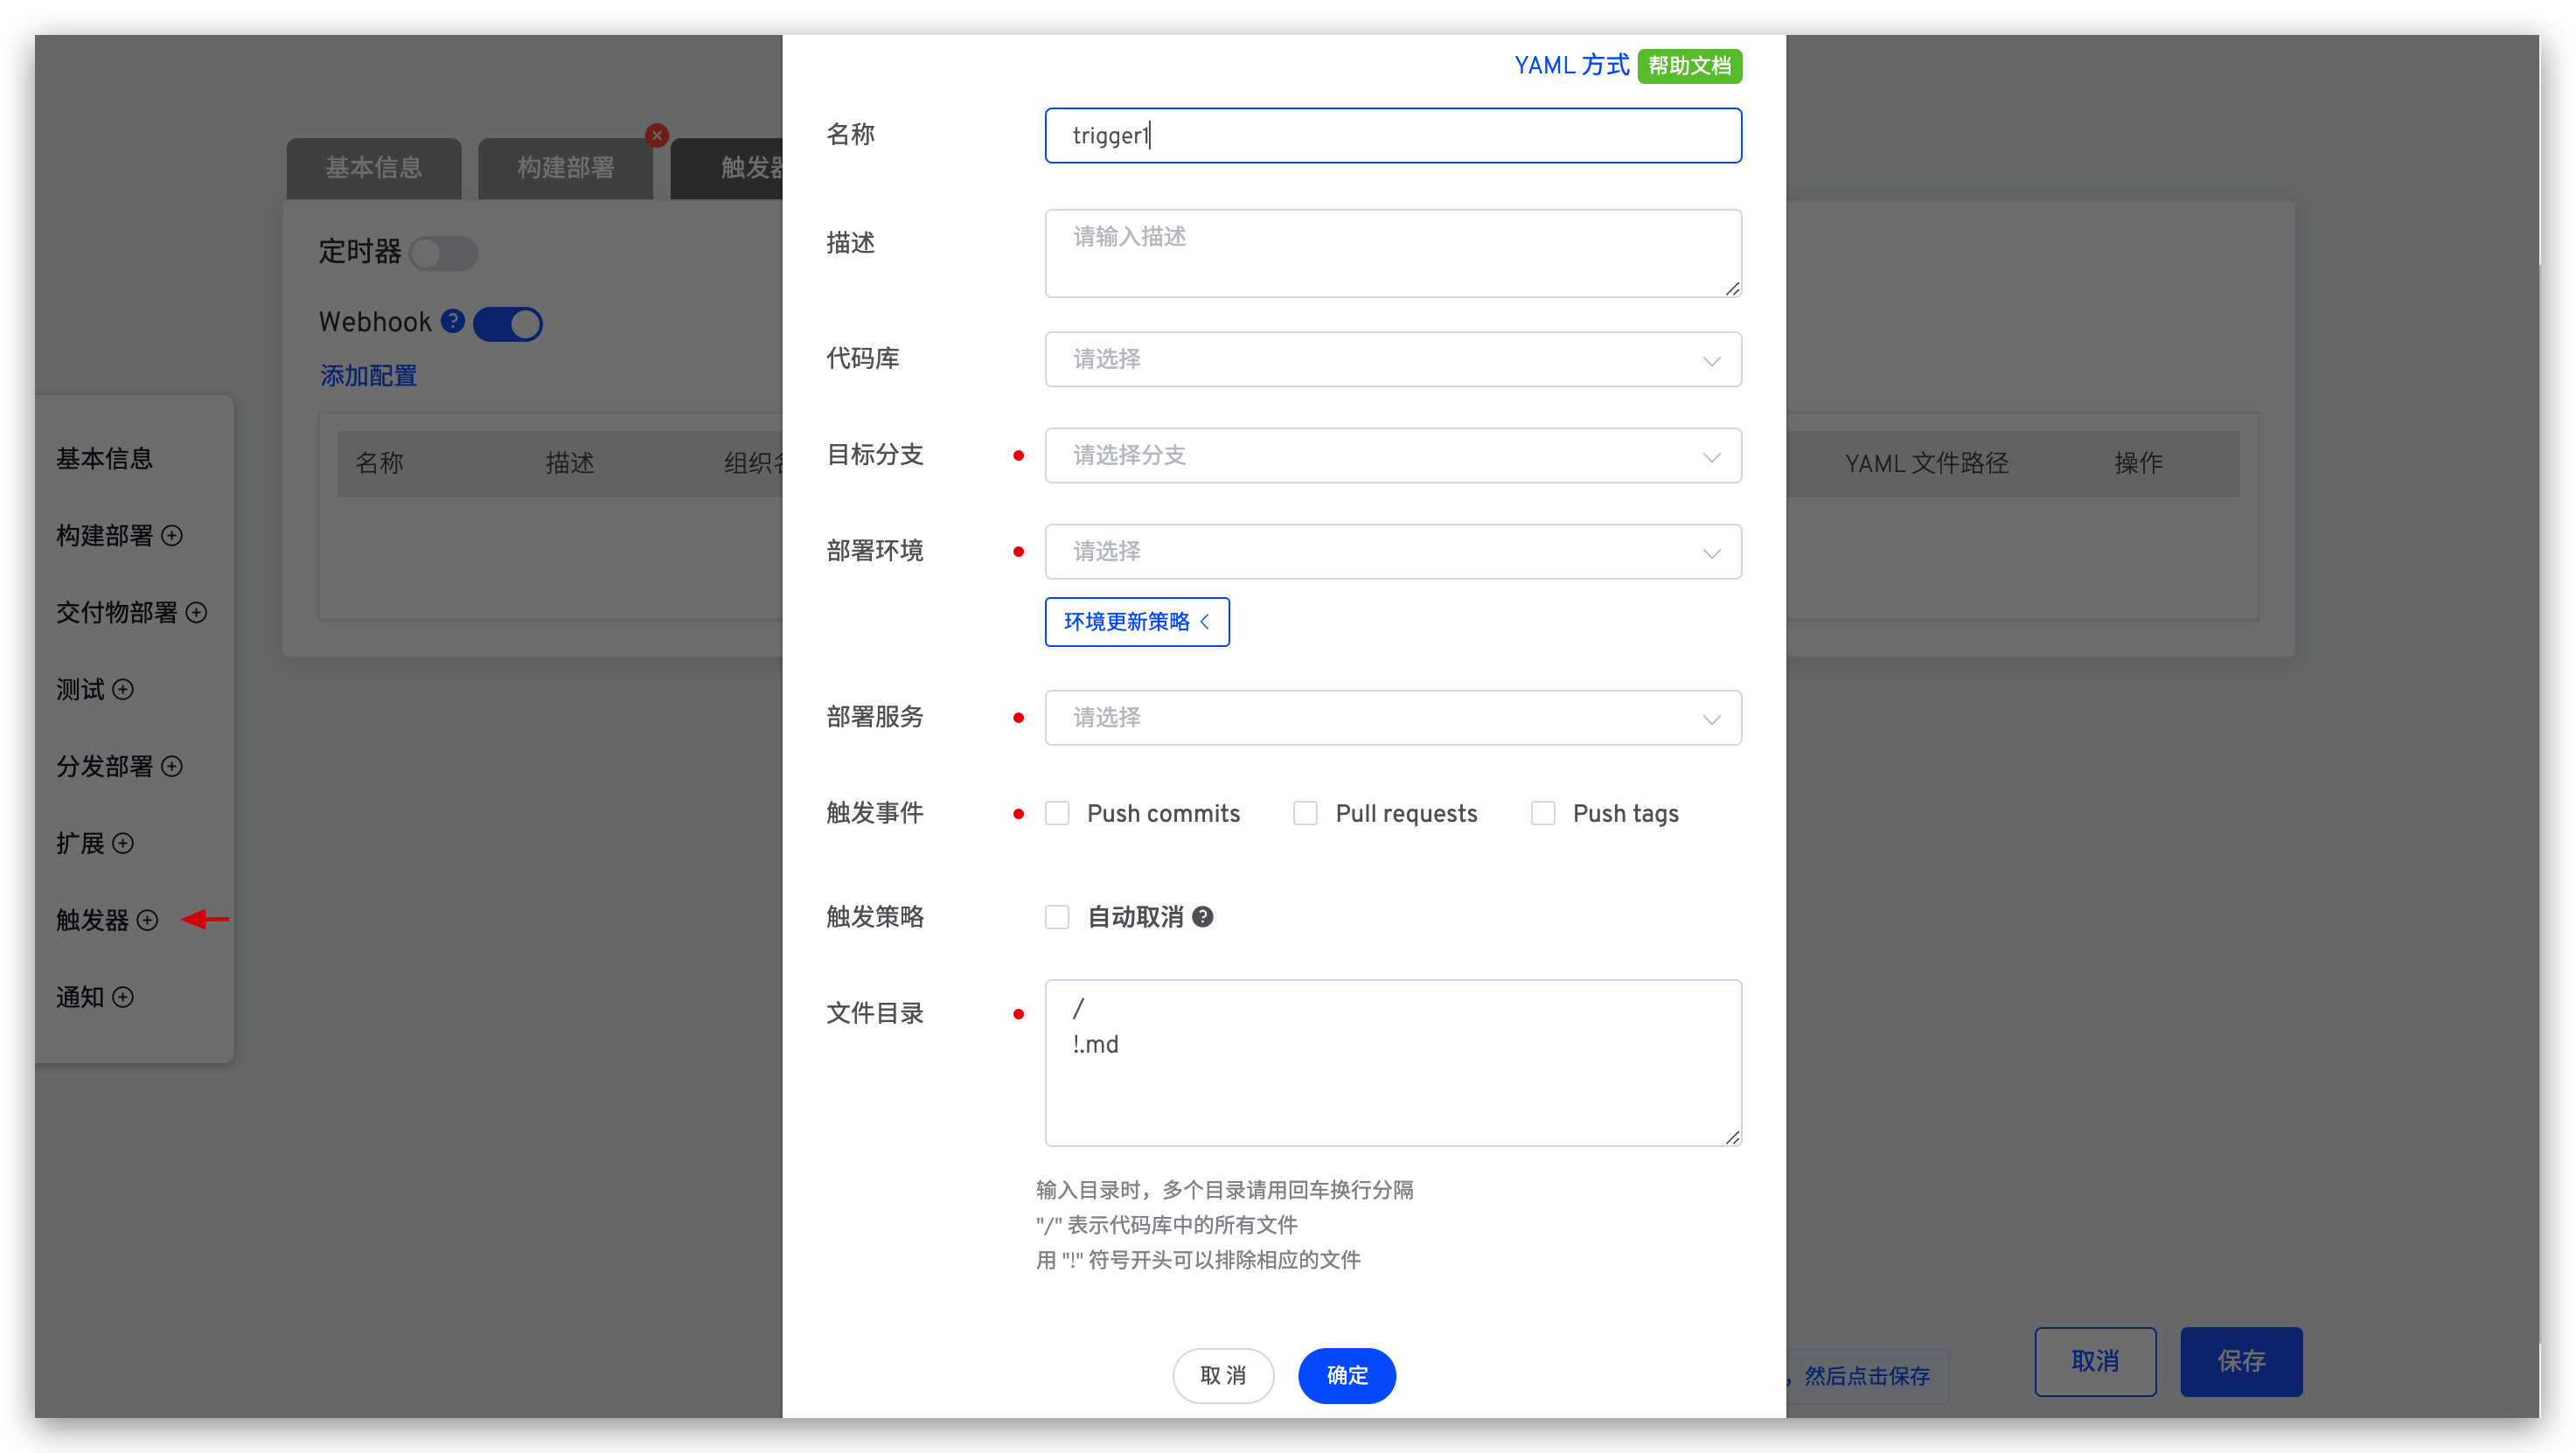 YAML 方式 帮助文档
名称 trigger1
描述 请输入描述
代码库 请选择
目标分支 请选择分支
部署环境 请选择
环境更新策略
部署服务 请选择
触发事件 Push commits Pull requests Push tags
触发策略 自动取消 ?
文件目录 /
!.md
输入目录时，多个目录请用回车换行分隔
"/" 表示代码库中的所有文件
用 "!" 符号开头可以排除相应的文件
取消 确定
基本信息 构建部署 触发器
定时器
Webhook ?
添加配置
名称 描述 组织名 YAML 文件路径 操作
基本信息
构建部署
交付物部署
测试
分发部署
扩展
触发器
通知
，然后点击保存
取消 保存